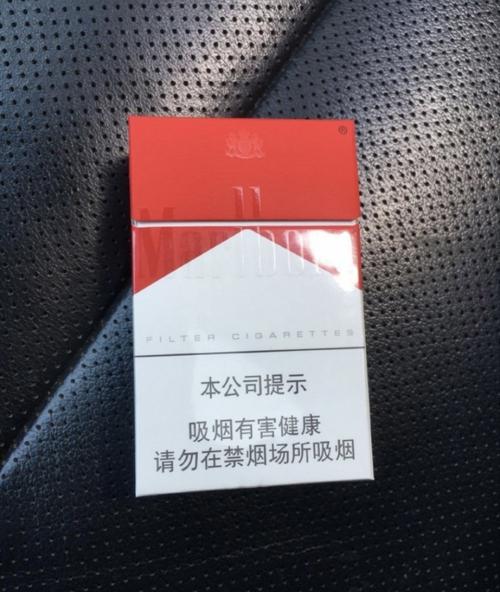 ®
Marlboro
FILTER CIGARETTES
本公司提示
吸烟有害健康
请勿在禁烟场所吸烟